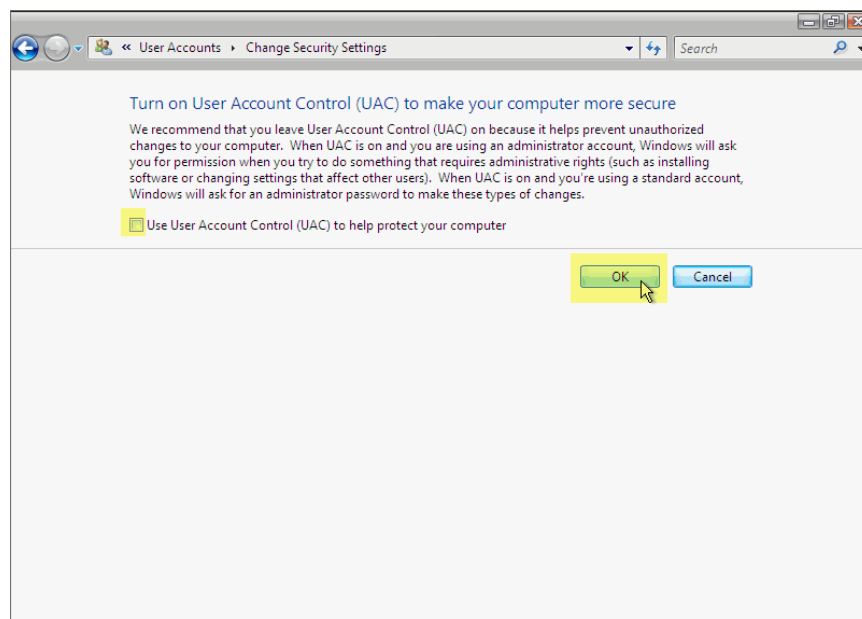 « User Accounts ▸ Change Security Settings
Search
Turn on User Account Control (UAC) to make your computer more secure
We recommend that you leave User Account Control (UAC) on because it helps prevent unauthorized
changes to your computer.  When UAC is on and you are using an administrator account, Windows will ask
you for permission when you try to do something that requires administrative rights (such as installing
software or changing settings that affect other users).  When UAC is on and you're using a standard account,
Windows will ask for an administrator password to make these types of changes.
Use User Account Control (UAC) to help protect your computer
OK
Cancel